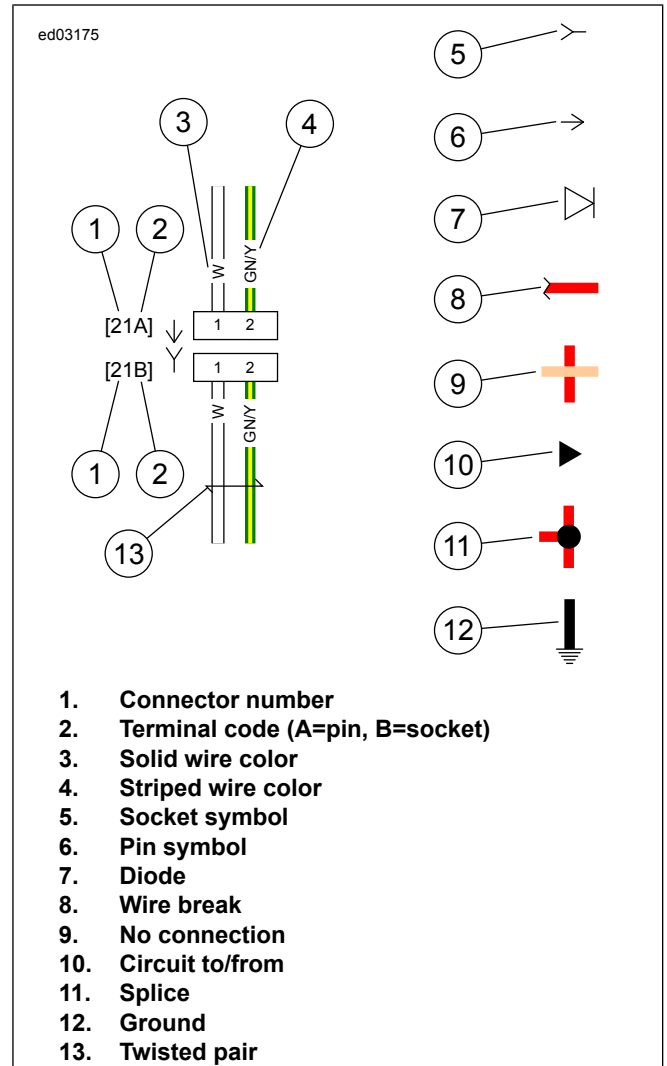 ed03175
5
3
4
6
1
2
7
W
GN/Y
8
[21A]
1 2
[21B]
1 2
9
W
GN/Y
10
1
2
11
13
12
1. Connector number
2. Terminal code (A=pin, B=socket)
3. Solid wire color
4. Striped wire color
5. Socket symbol
6. Pin symbol
7. Diode
8. Wire break
9. No connection
10. Circuit to/from
11. Splice
12. Ground
13. Twisted pair